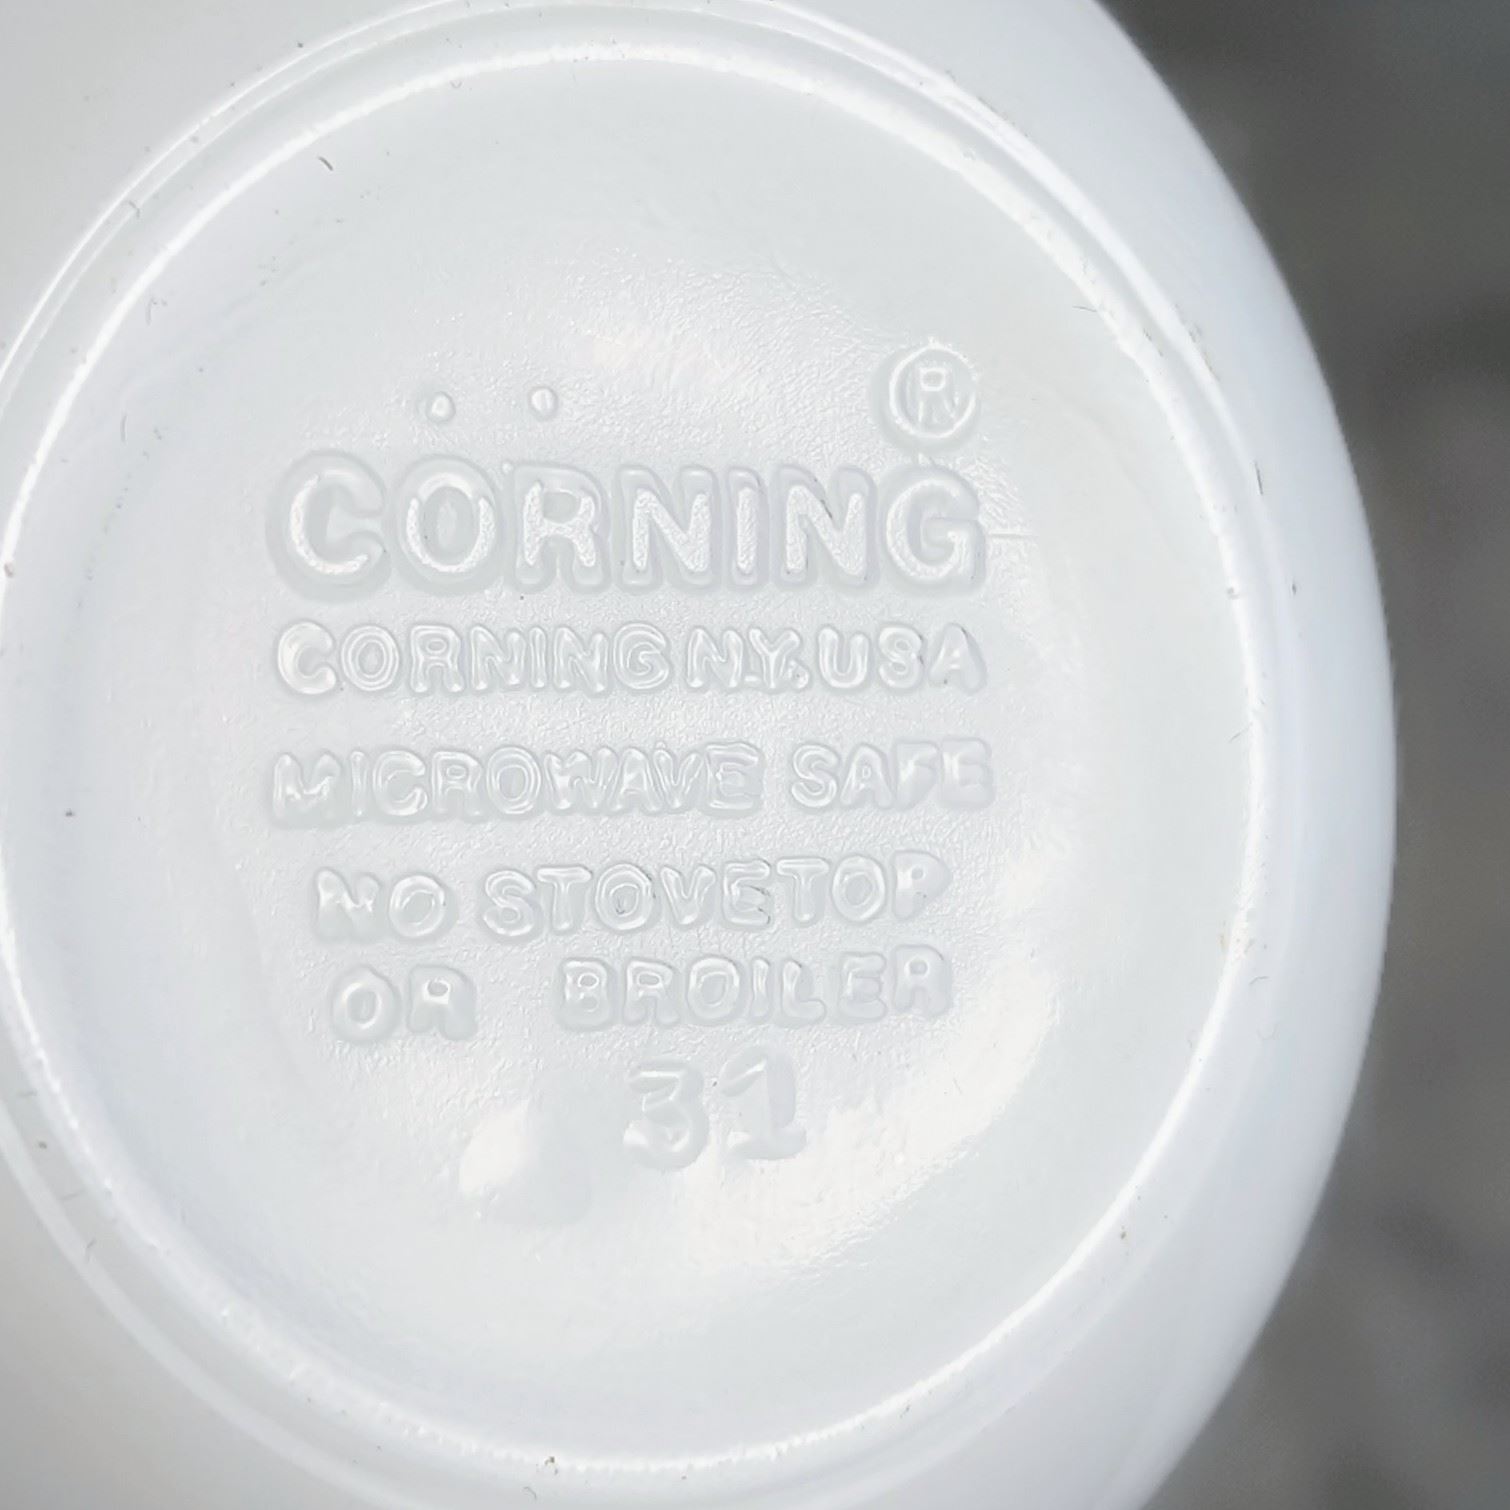 ®
CORNING
CORNING N.Y. USA
MICROWAVE SAFE
NO STOVETOP
OR BROILER
31